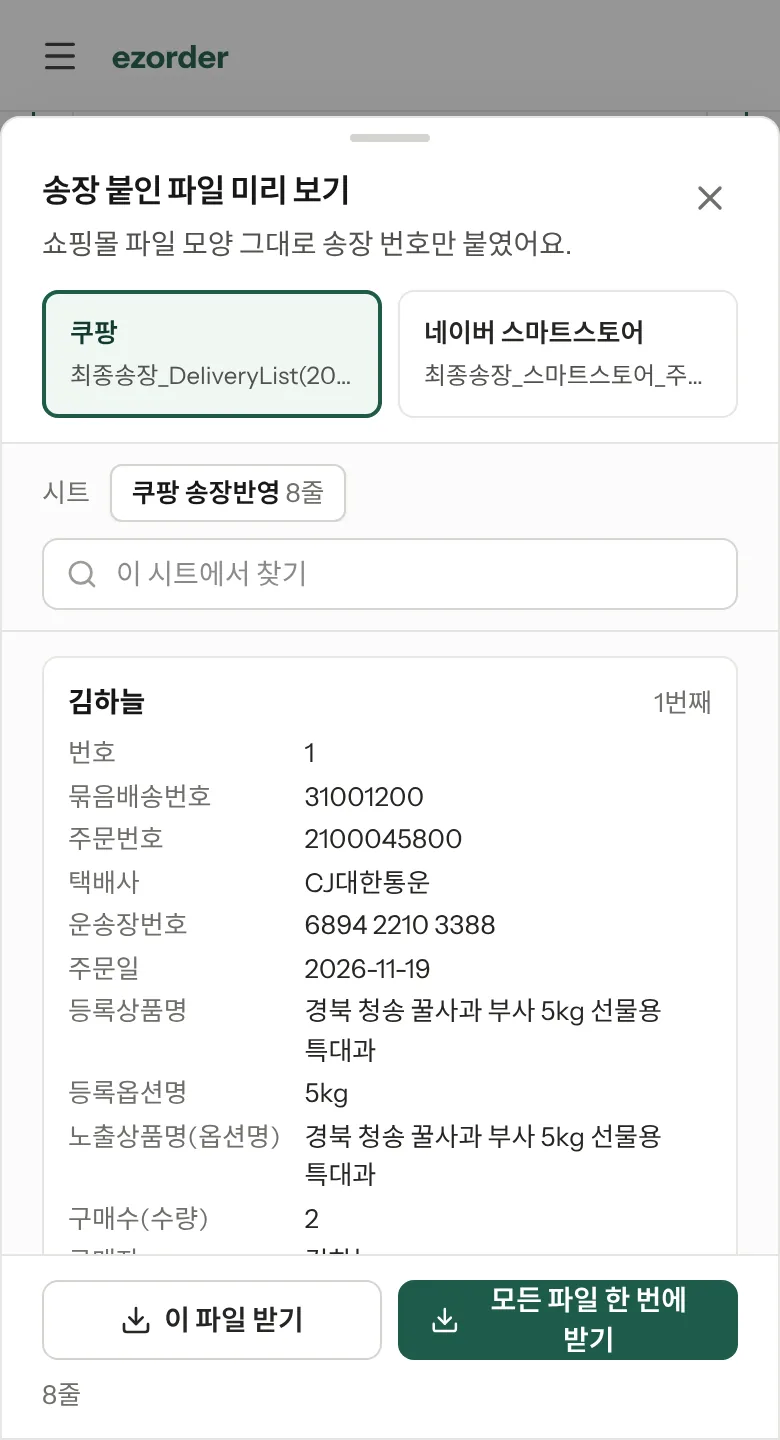 ezorder
송장 붙인 파일 미리 보기
쇼핑몰 파일 모양 그대로 송장 번호만 붙였어요.
쿠팡
최종송장_DeliveryList(20...
네이버 스마트스토어
최종송장_스마트스토어_주...
시트
쿠팡 송장반영 8줄
이 시트에서 찾기
김하늘 1번째
번호 1
묶음배송번호 31001200
주문번호 2100045800
택배사 CJ대한통운
운송장번호 6894 2210 3388
주문일 2026-11-19
등록상품명 경북 청송 꿀사과 부사 5kg 선물용
특대과
등록옵션명 5kg
노출상품명(옵션명) 경북 청송 꿀사과 부사 5kg 선물용
특대과
구매수(수량) 2
이 파일 받기
모든 파일 한 번에
받기
8줄